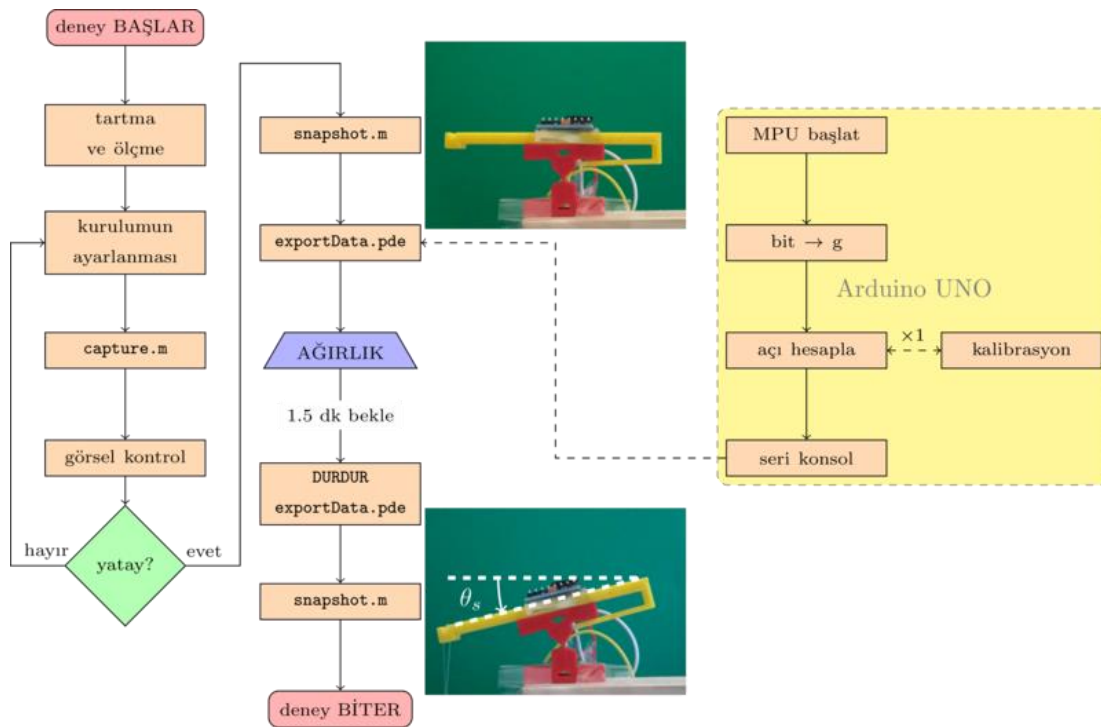 deney BAŞLAR
tartma
ve ölçme
kurulumun
ayarlanması
capture.m
görsel kontrol
yatay?
hayır
evet
snapshot.m
exportData.pde
AĞIRLIK
1.5 dk bekle
DURDUR
exportData.pde
snapshot.m
deney BİTER
θs
MPU başlat
bit → g
Arduino UNO
açı hesapla
×1
kalibrasyon
seri konsol